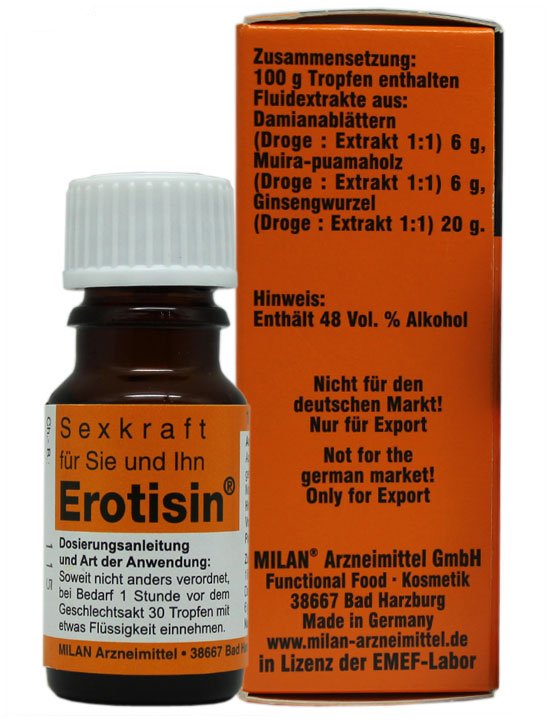 Sexkraft
für Sie und Ihn
Erotisin®
Dosierungsanleitung
und Art der Anwendung:
Soweit nicht anders verordnet,
bei Bedarf 1 Stunde vor dem
Geschlechtsakt 30 Tropfen mit
etwas Flüssigkeit einnehmen.
MILAN Arzneimittel • 38667 Bad
Ch.-B.:
Zusammensetzung:
100 g Tropfen enthalten
Fluidextrakte aus:
Damianablättern
(Droge : Extrakt 1:1) 6 g,
Muira-puamaholz
(Droge : Extrakt 1:1) 6 g,
Ginsengwurzel
(Droge : Extrakt 1:1) 20 g.
Hinweis:
Enthält 48 Vol. % Alkohol
Nicht für den
deutschen Markt!
Nur für Export
Not for the
german market!
Only for Export
MILAN® Arzneimittel GmbH
Functional Food · Kosmetik
38667 Bad Harzburg
Made in Germany
www.milan-arzneimittel.de
in Lizenz der EMEF-Labor